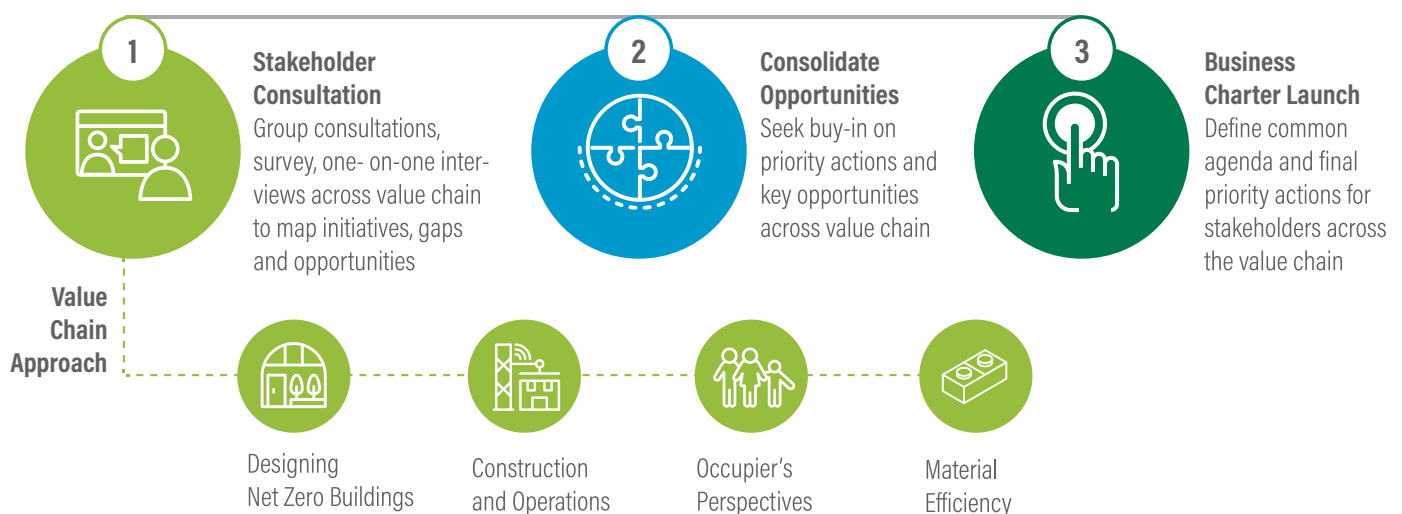 1
Stakeholder
Consultation
Group consultations,
survey, one- on-one inter-
views across value chain
to map initiatives, gaps
and opportunities
2
Consolidate
Opportunities
Seek buy-in on
priority actions and
key opportunities
across value chain
3
Business
Charter Launch
Define common
agenda and final
priority actions for
stakeholders across
the value chain
Value
Chain
Approach
Designing
Net Zero Buildings
Construction
and Operations
Occupier’s
Perspectives
Material
Efficiency